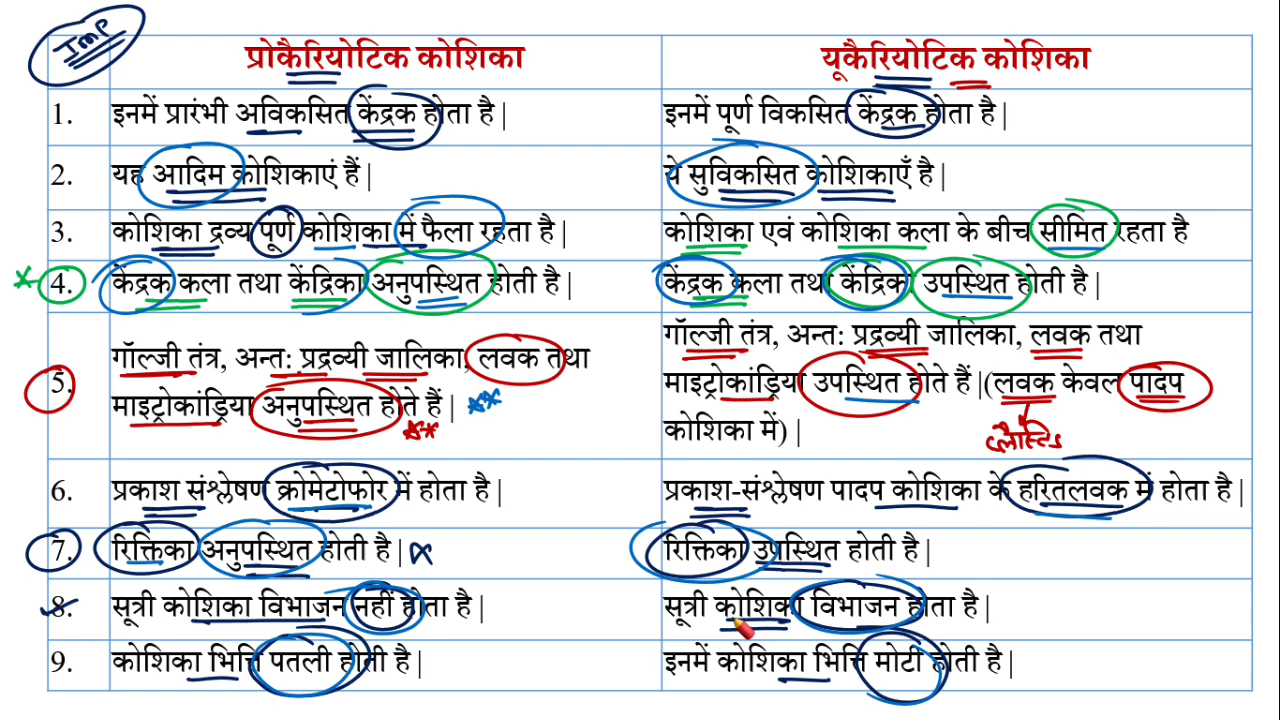 IMP
प्रोकैरियोटिक कोशिका
यूकैरियोटिक कोशिका
1. इनमें प्रारंभी अविकसित केंद्रक होता है |
इनमें पूर्ण विकसित केंद्रक होता है |
2. यह आदिम कोशिकाएं हैं |
ये सुविकसित कोशिकाएँ है |
3. कोशिका द्रव्य पूर्ण कोशिका में फैला रहता है |
कोशिका एवं कोशिका कला के बीच सीमित रहता है
4. केंद्रक कला तथा केंद्रिका अनुपस्थित होती है |
केंद्रक कला तथा केंद्रिक उपस्थित होती है |
5. गॉल्जी तंत्र, अन्त: प्रद्रव्यी जालिका, लवक तथा
माइट्रोकांड्रिया अनुपस्थित होते हैं |
गॉल्जी तंत्र, अन्त: प्रद्रव्यी जालिका, लवक तथा
माइट्रोकांड्रिया उपस्थित होते हैं |(लवक केवल पादप
कोशिका में) |
प्लास्टिड
6. प्रकाश संश्लेषण क्रोमेटोफोर में होता है |
प्रकाश-संश्लेषण पादप कोशिका के हरितलवक में होता है |
7. रिक्तिका अनुपस्थित होती है |
रिक्तिका उपस्थित होती है |
8. सूत्री कोशिका विभाजन नहीं होता है |
सूत्री कोशिका विभाजन होता है |
9. कोशिका भित्ति पतली होती है |
इनमें कोशिका भित्ति मोटी होती है |